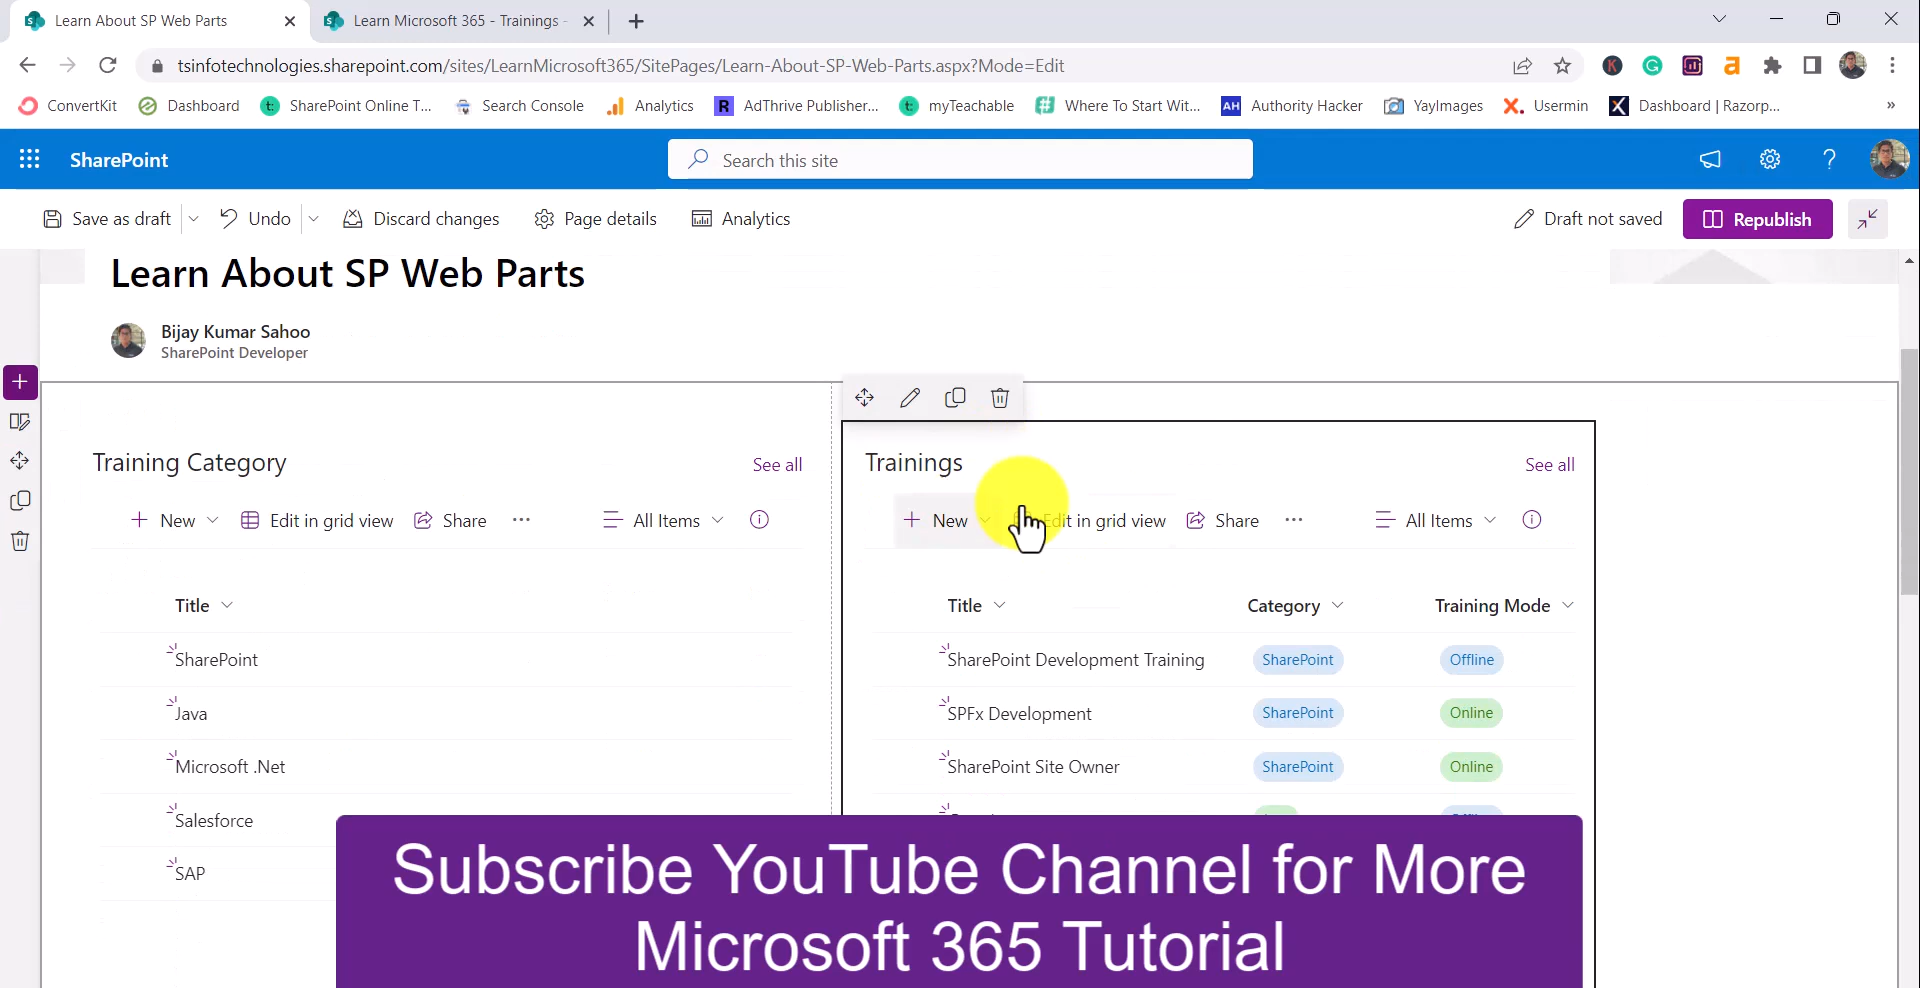 Learn About SP Web Parts
Learn Microsoft 365 - Trainings -
tsinfotechnologies.sharepoint.com/sites/LearnMicrosoft365/SitePages/Learn-About-SP-Web-Parts.aspx?Mode=Edit
ConvertKit Dashboard SharePoint Online T... Search Console Analytics AdThrive Publisher... myTeachable Where To Start Wit... AH Authority Hacker YayImages Usermin Dashboard | Razorp... »
SharePoint Search this site
Save as draft Undo Discard changes Page details Analytics Draft not saved Republish
Learn About SP Web Parts
Bijay Kumar Sahoo
SharePoint Developer
Training Category See all
New Edit in grid view Share ... All Items
Title
SharePoint
Java
Microsoft .Net
Salesforce
SAP
Trainings See all
New Edit in grid view Share ... All Items
Title Category Training Mode
SharePoint Development Training SharePoint Offline
SPFx Development SharePoint Online
SharePoint Site Owner SharePoint Online
Subscribe YouTube Channel for More
Microsoft 365 Tutorial